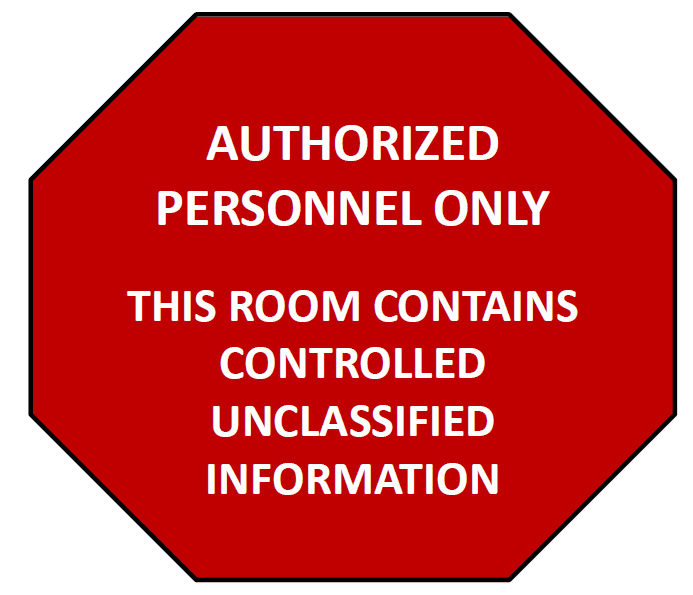 AUTHORIZED
PERSONNEL ONLY
THIS ROOM CONTAINS
CONTROLLED
UNCLASSIFIED
INFORMATION